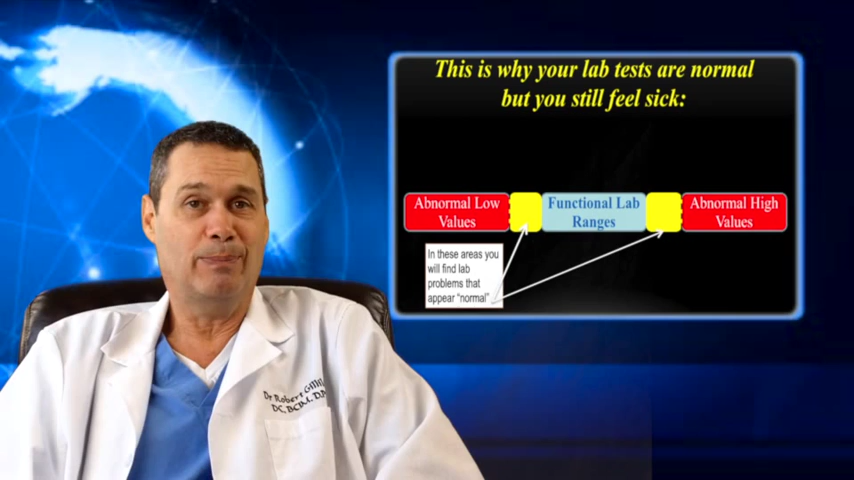 This is why your lab tests are normal
but you still feel sick:
Abnormal Low
Values
Functional Lab
Ranges
Abnormal High
Values
In these areas you
will find lab
problems that
appear “normal”
Dr Robert
DC,